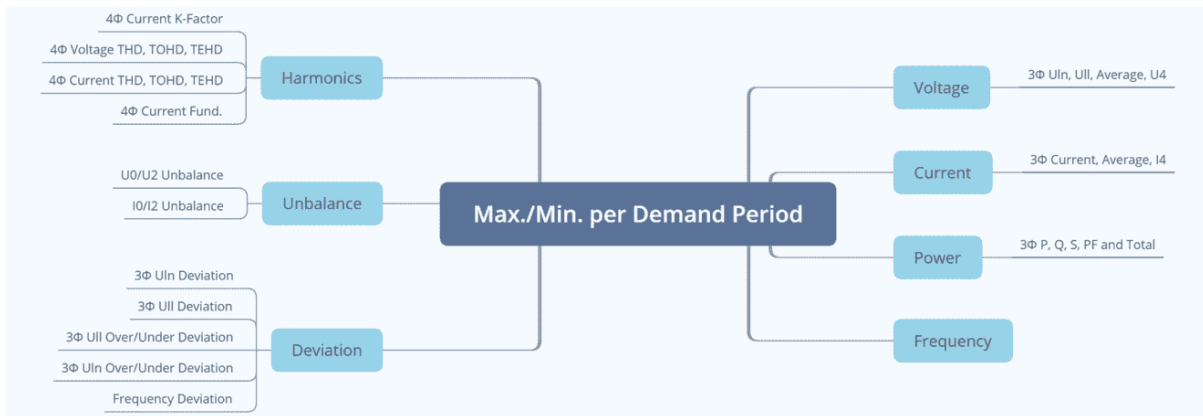 4Φ Current K-Factor
4Φ Voltage THD, TOHD, TEHD
4Φ Current THD, TOHD, TEHD
4Φ Current Fund.
Harmonics
U0/U2 Unbalance
I0/I2 Unbalance
Unbalance
3Φ Uln Deviation
3Φ Ull Deviation
3Φ Ull Over/Under Deviation
3Φ Uln Over/Under Deviation
Frequency Deviation
Deviation
Max./Min. per Demand Period
Voltage
3Φ Uln, Ull, Average, U4
Current
3Φ Current, Average, I4
Power
3Φ P, Q, S, PF and Total
Frequency